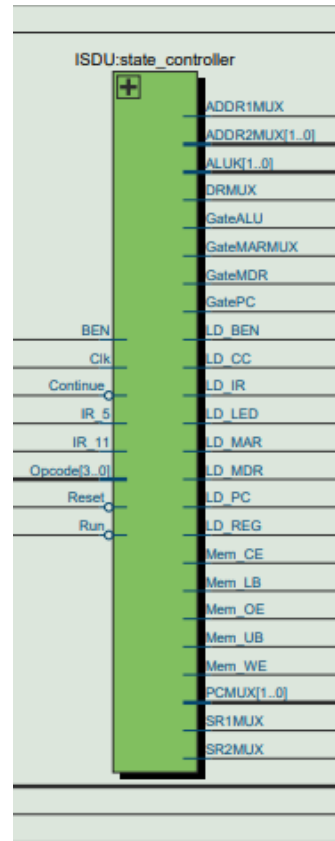 ISDU:state_controller
ADDR1MUX
ADDR2MUX[1..0]
ALUK[1..0]
DRMUX
GateALU
GateMARMUX
GateMDR
GatePC
BEN
LD_BEN
Clk
LD_CC
Continue
LD_IR
IR_5
LD_LED
IR_11
LD_MAR
Opcode[3..0]
LD_MDR
Reset
LD_PC
Run
LD_REG
Mem_CE
Mem_LB
Mem_OE
Mem_UB
Mem_WE
PCMUX[1..0]
SR1MUX
SR2MUX